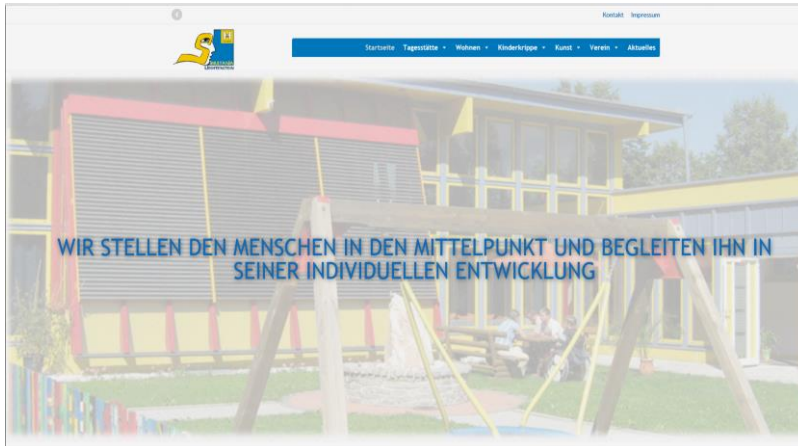 Kontakt Impressum
Startseite Tagesstätte Wohnen Kinderkrippe Kunst Verein Aktuelles
WIR STELLEN DEN MENSCHEN IN DEN MITTELPUNKT UND BEGLEITEN IHN IN
SEINER INDIVIDUELLEN ENTWICKLUNG